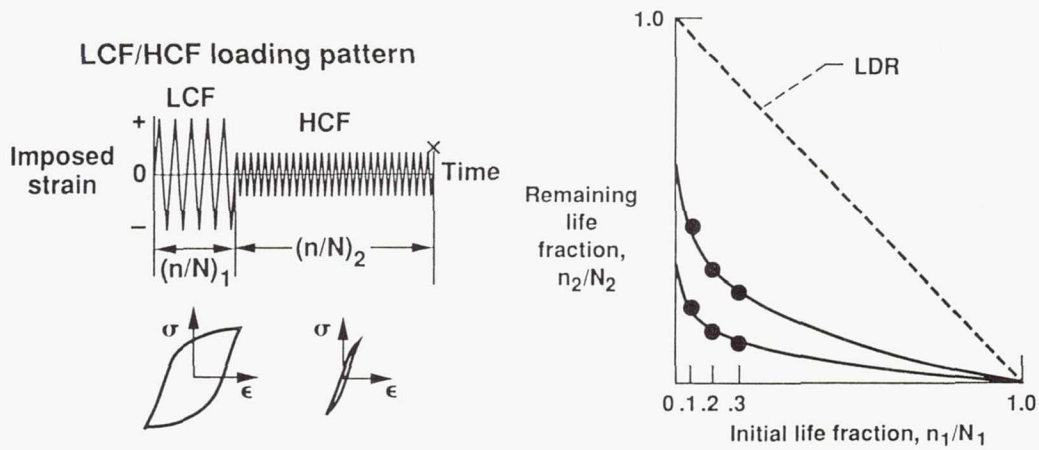 LCF/HCF loading pattern
LCF
HCF
+
Imposed
strain
0
–
×
Time
(n/N)1
(n/N)2
σ
ϵ
σ
ϵ
1.0
LDR
Remaining
life
fraction,
n2/N2
0 .1 .2 .3
1.0
Initial life fraction, n1/N1